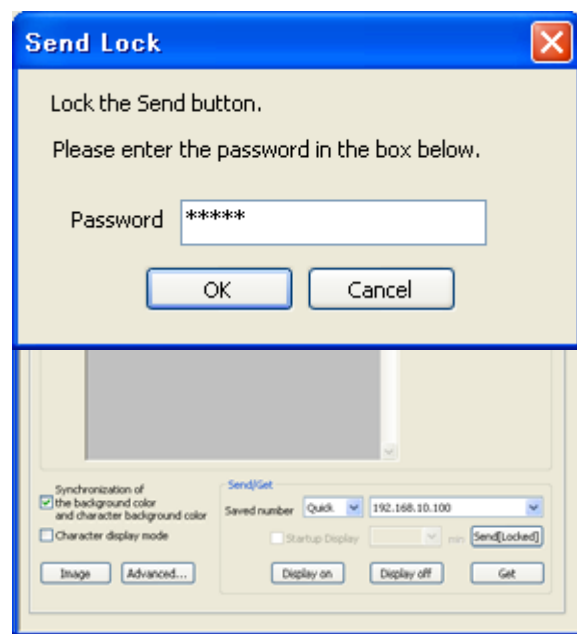 Send Lock
Lock the Send button.
Please enter the password in the box below.
Password *****
OK Cancel
Synchronization of
the background color
and character background color
Character display mode
Image Advanced...
Send/Get
Saved number Quick 192.168.10.100
Startup Display min Send[Locked]
Display on Display off Get